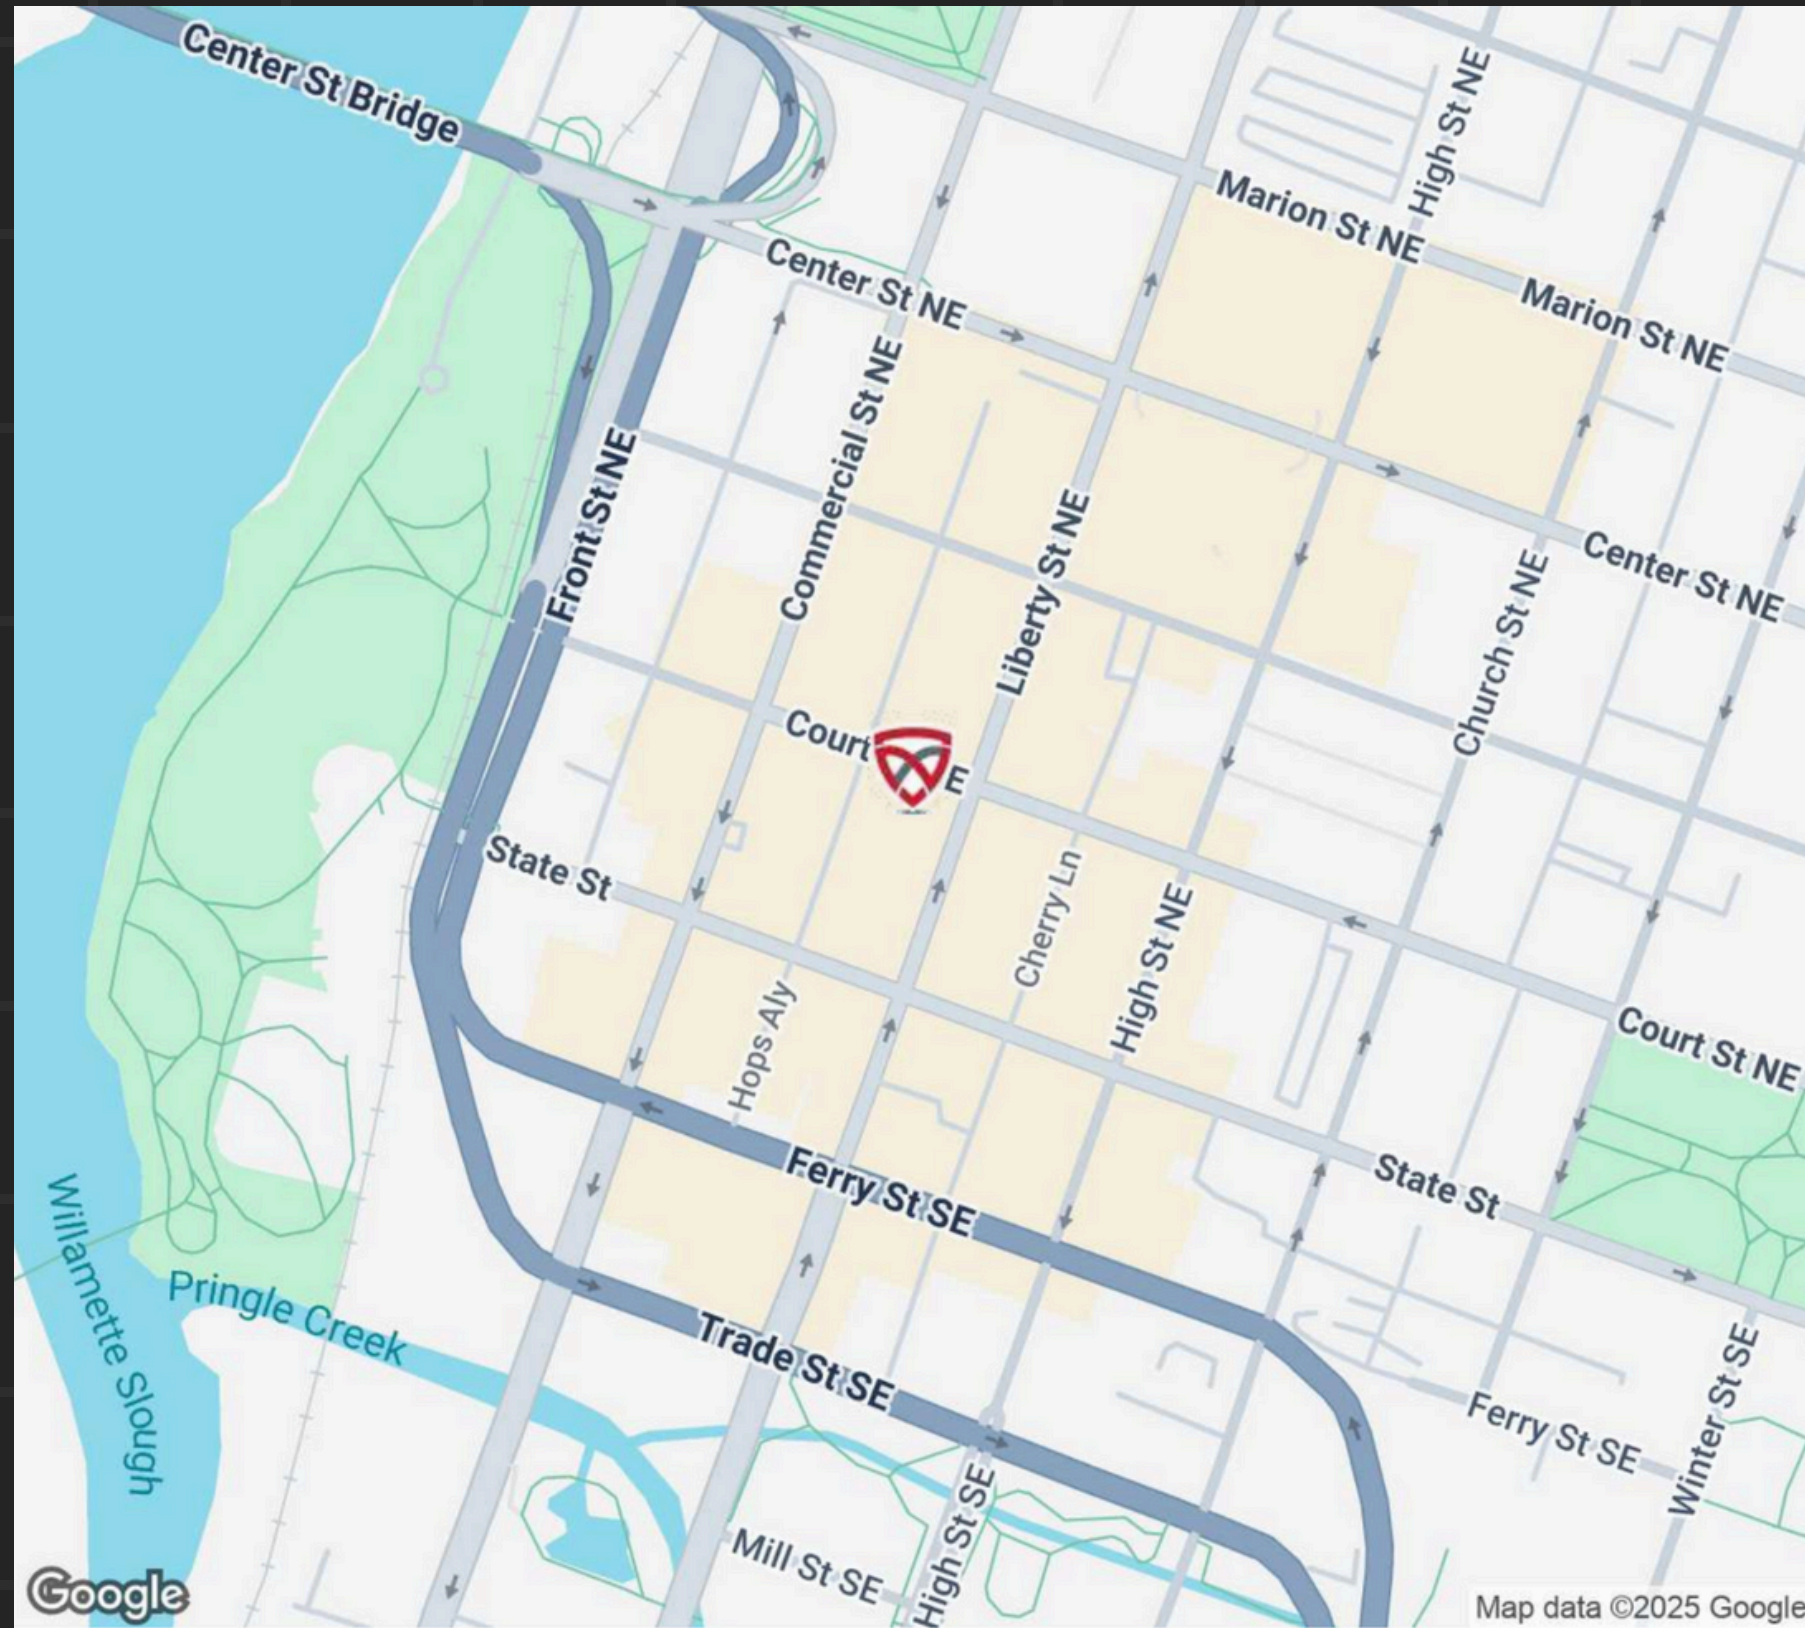 Center St Bridge
High St NE
Marion St NE
Center St NE
Marion St NE
Commercial St NE
Front St NE
Liberty St NE
Center St NE
Church St NE
Court
E
State St
Cherry Ln
High St NE
Hops Aly
Court St NE
Ferry St SE
State St
Willamette Slough
Pringle Creek
Trade St SE
Ferry St SE
Winter St SE
Mill St SE
High St SE
Google
Map data ©2025 Google